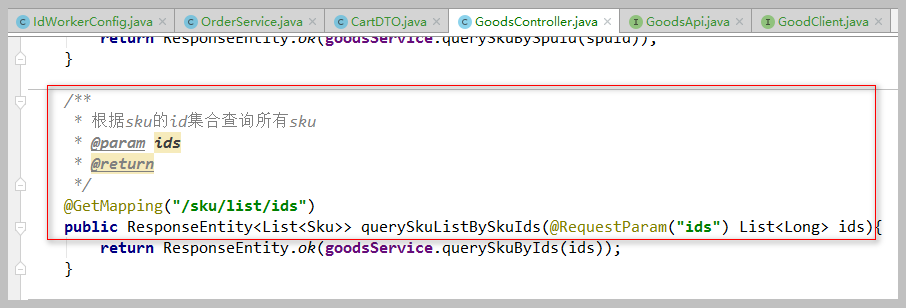 IdWorkerConfig.java × OrderService.java × CartDTO.java × GoodsController.java × GoodsApi.java × GoodClient.java ×
return ResponseEntity.ok(goodsService.querySkuBySpuId(spuId));
}
/**
* 根据sku的id集合查询所有sku
* @param ids
* @return
*/
@GetMapping("/sku/list/ids")
public ResponseEntity<List<Sku>> querySkuListBySkuIds(@RequestParam("ids") List<Long> ids){
return ResponseEntity.ok(goodsService.querySkuByIds(ids));
}